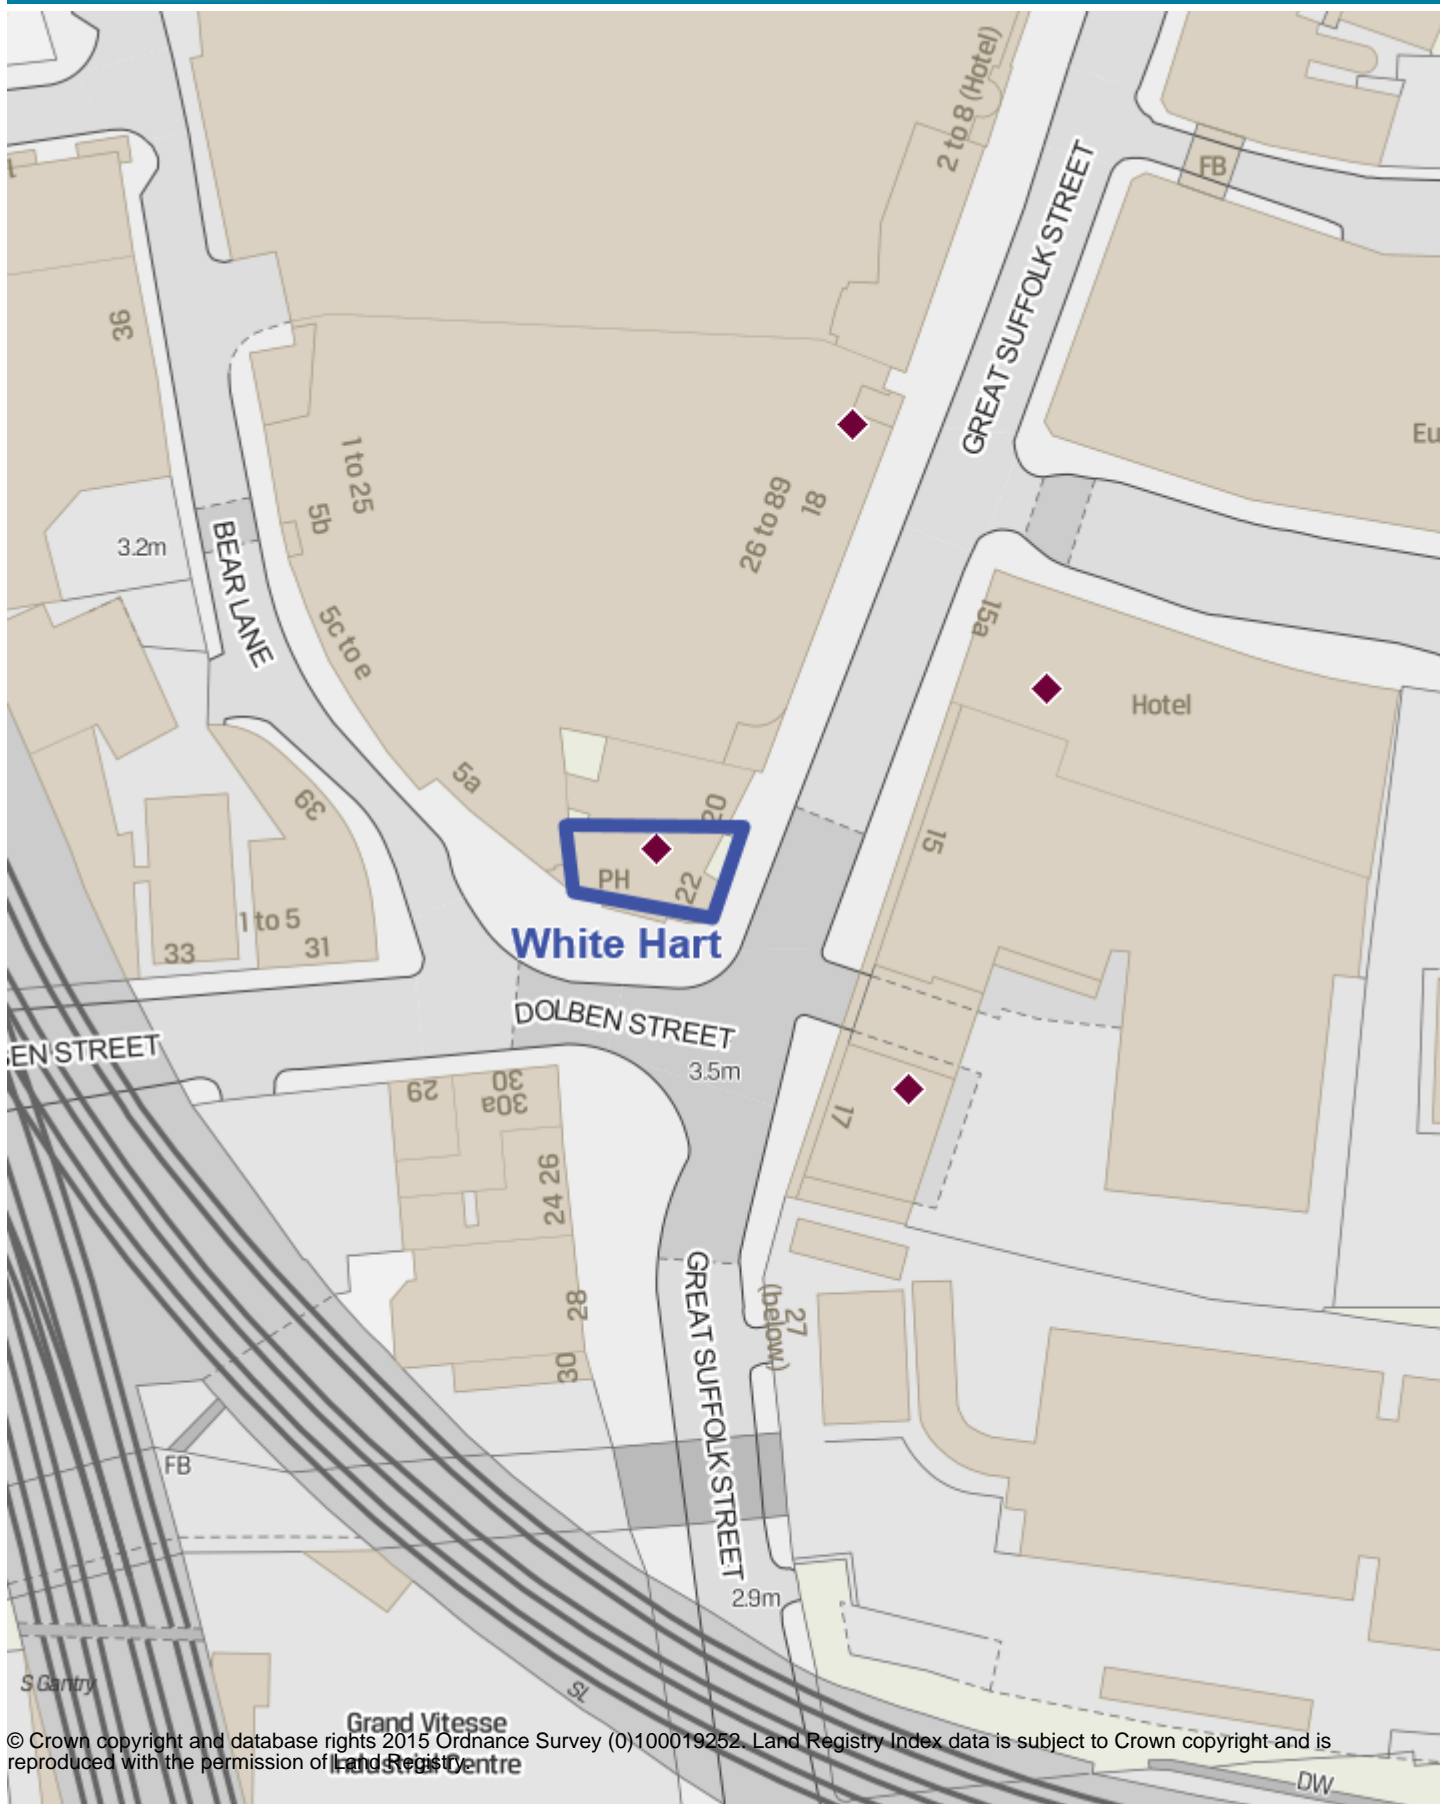 2 to 8 (Hotel)
FB
GREAT SUFFOLK STREET
36
Eu
1 to 25
5b
26 to 89
18
3.2m
BEAR LANE
15a
5c to e
Hotel
5a
39
20
15
PH
22
1 to 5
33
31
White Hart
DOLBEN STREET
SEN STREET
3.5m
29
30
30a
17
26
24
28
27
(below)
30
GREAT SUFFOLK STREET
FB
2.9m
S Gantry
SL
Grand Vitesse
Industrial Centre
© Crown copyright and database rights 2015 Ordnance Survey (0)100019252. Land Registry Index data is subject to Crown copyright and is
reproduced with the permission of Land Registry.
DW